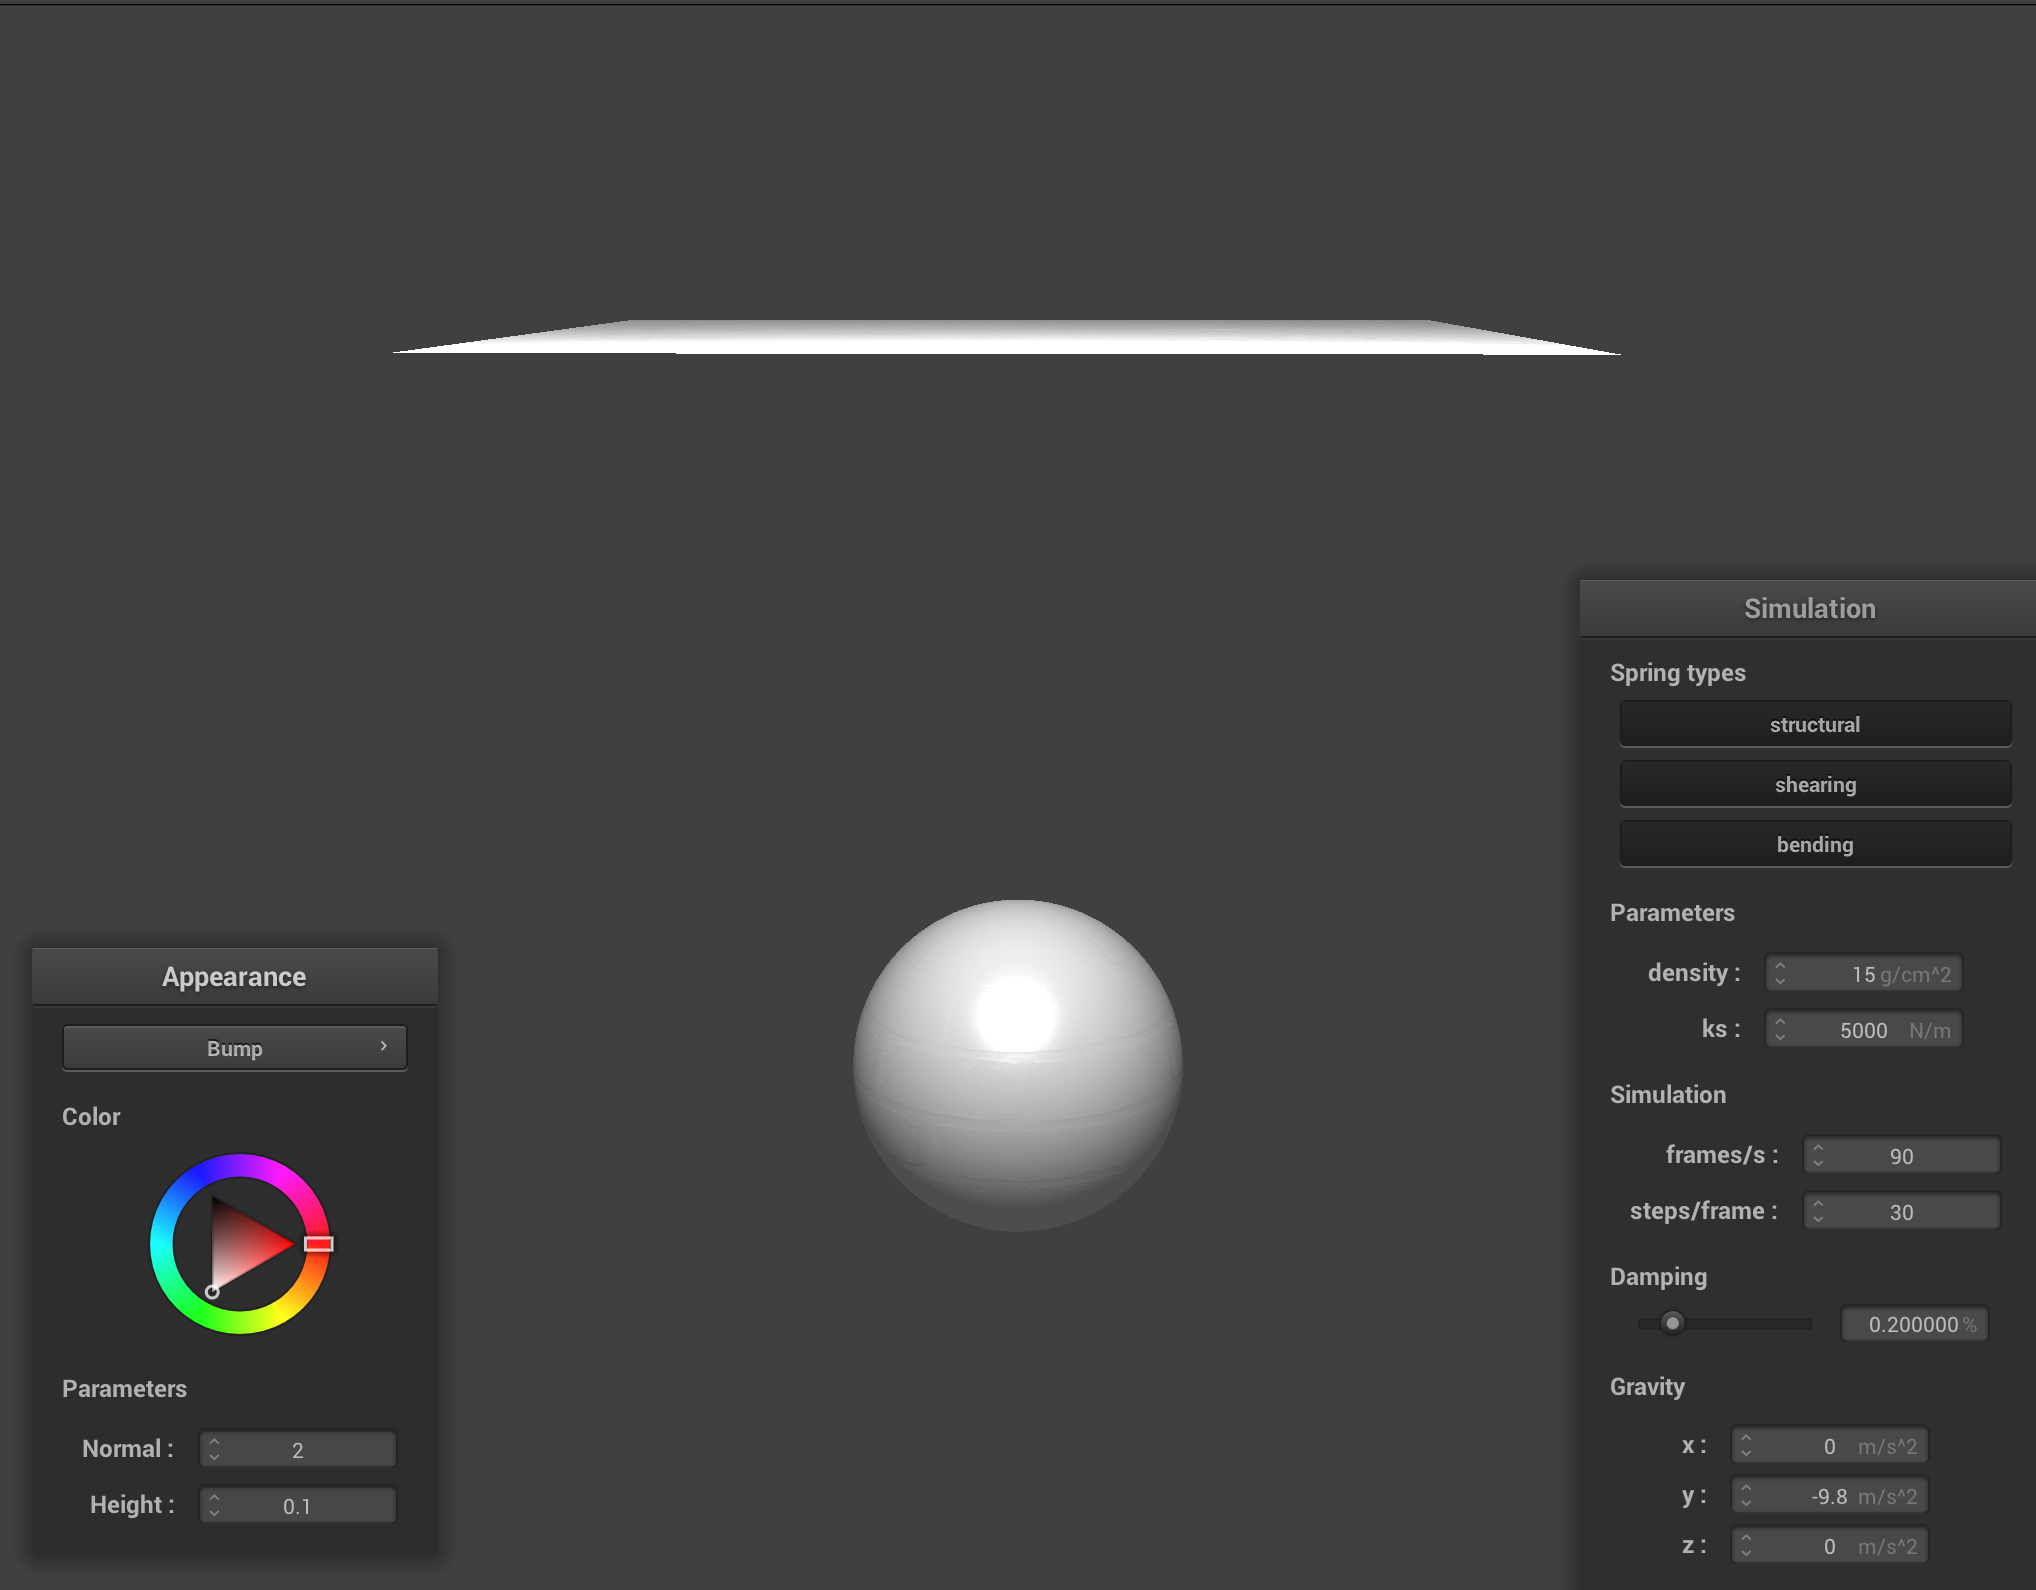 Appearance
Bump
Color
Parameters
Normal : 2
Height : 0.1
Simulation
Spring types
structural
shearing
bending
Parameters
density : 15 g/cm^2
ks : 5000 N/m
Simulation
frames/s : 90
steps/frame : 30
Damping
0.200000 %
Gravity
x : 0 m/s^2
y : -9.8 m/s^2
z : 0 m/s^2